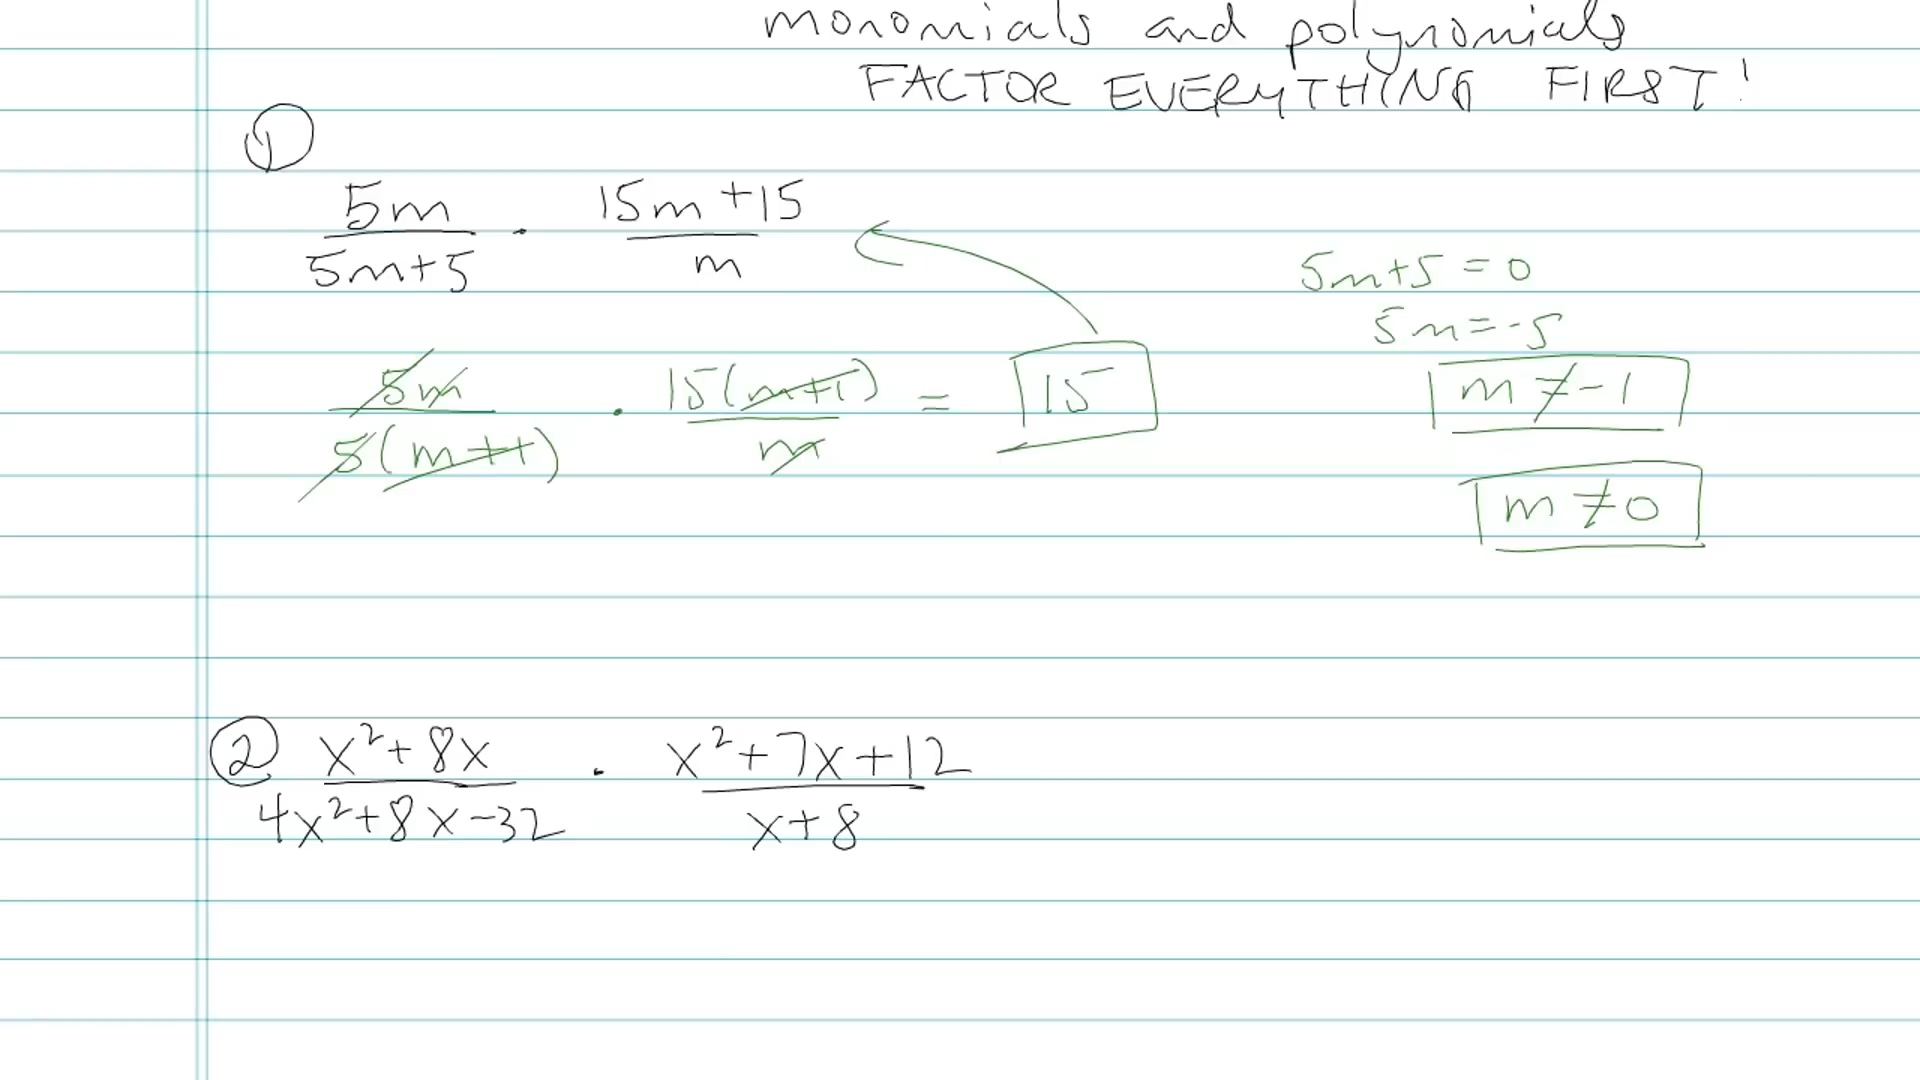 monomials and polynomials
FACTOR EVERYTHING FIRST!
①
5m/(5m+5) · (15m+15)/m
5m+5=0
5m=-5
5m/(5(m+1)) · 15(m+1)/m = 15
m≠-1
m≠0
② (x²+8x)/(4x²+8x-32) · (x²+7x+12)/(x+8)